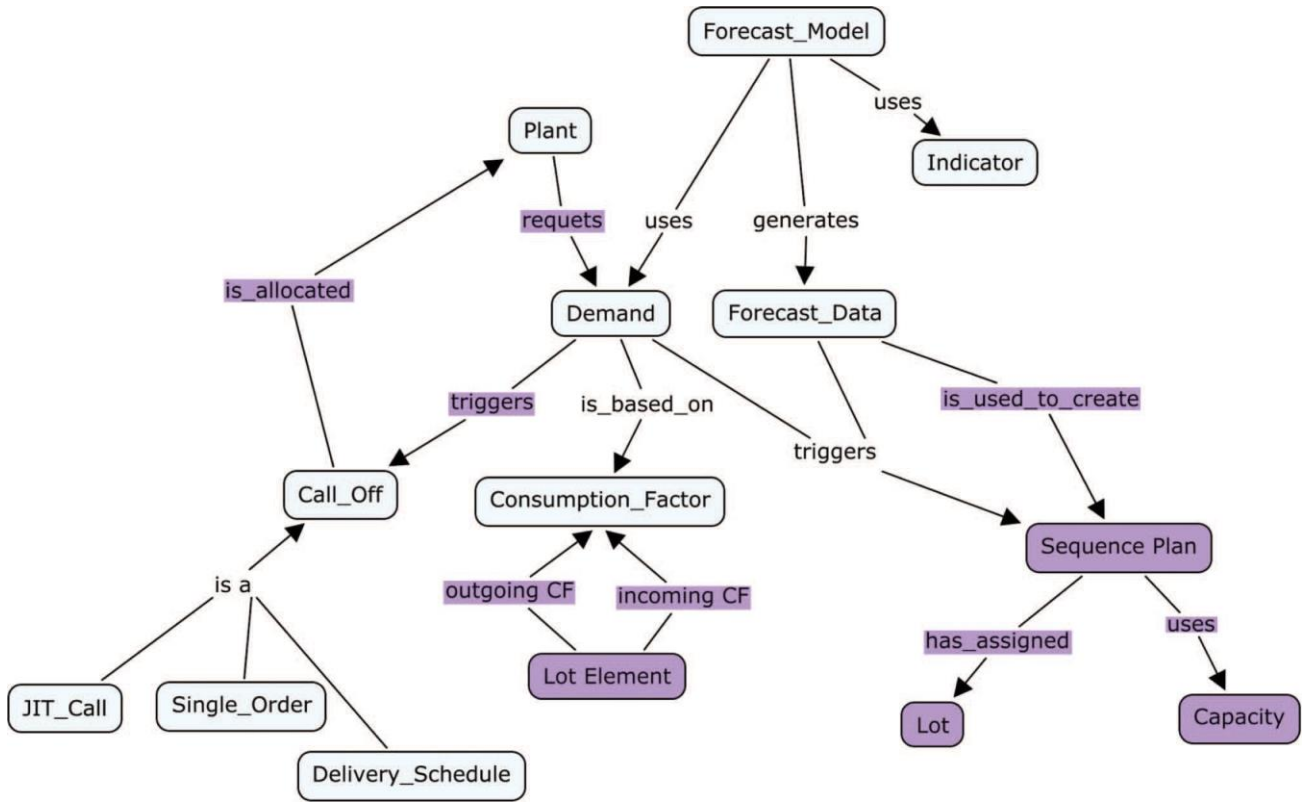 Forecast_Model
uses
Plant
Indicator
requets
uses
generates
is_allocated
Demand
Forecast_Data
triggers
is_based_on
is_used_to_create
triggers
Call_Off
Consumption_Factor
Sequence Plan
is a
outgoing CF
incoming CF
has_assigned
uses
Lot Element
JIT_Call
Single_Order
Lot
Capacity
Delivery_Schedule